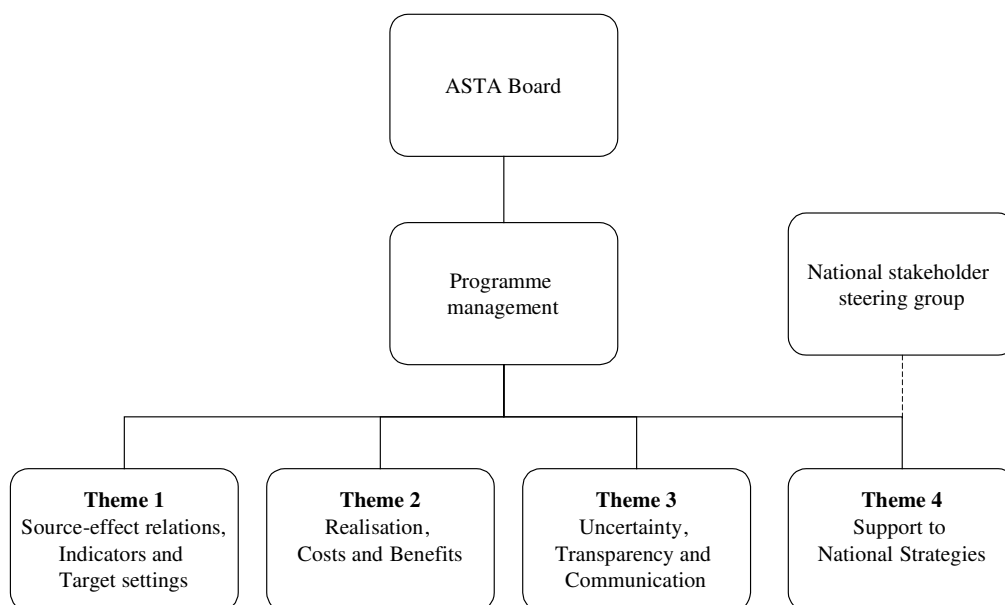 ASTA Board
Programme
management
National stakeholder
steering group
Theme 1
Source-effect relations,
Indicators and
Target settings
Theme 2
Realisation,
Costs and Benefits
Theme 3
Uncertainty,
Transparency and
Communication
Theme 4
Support to
National Strategies